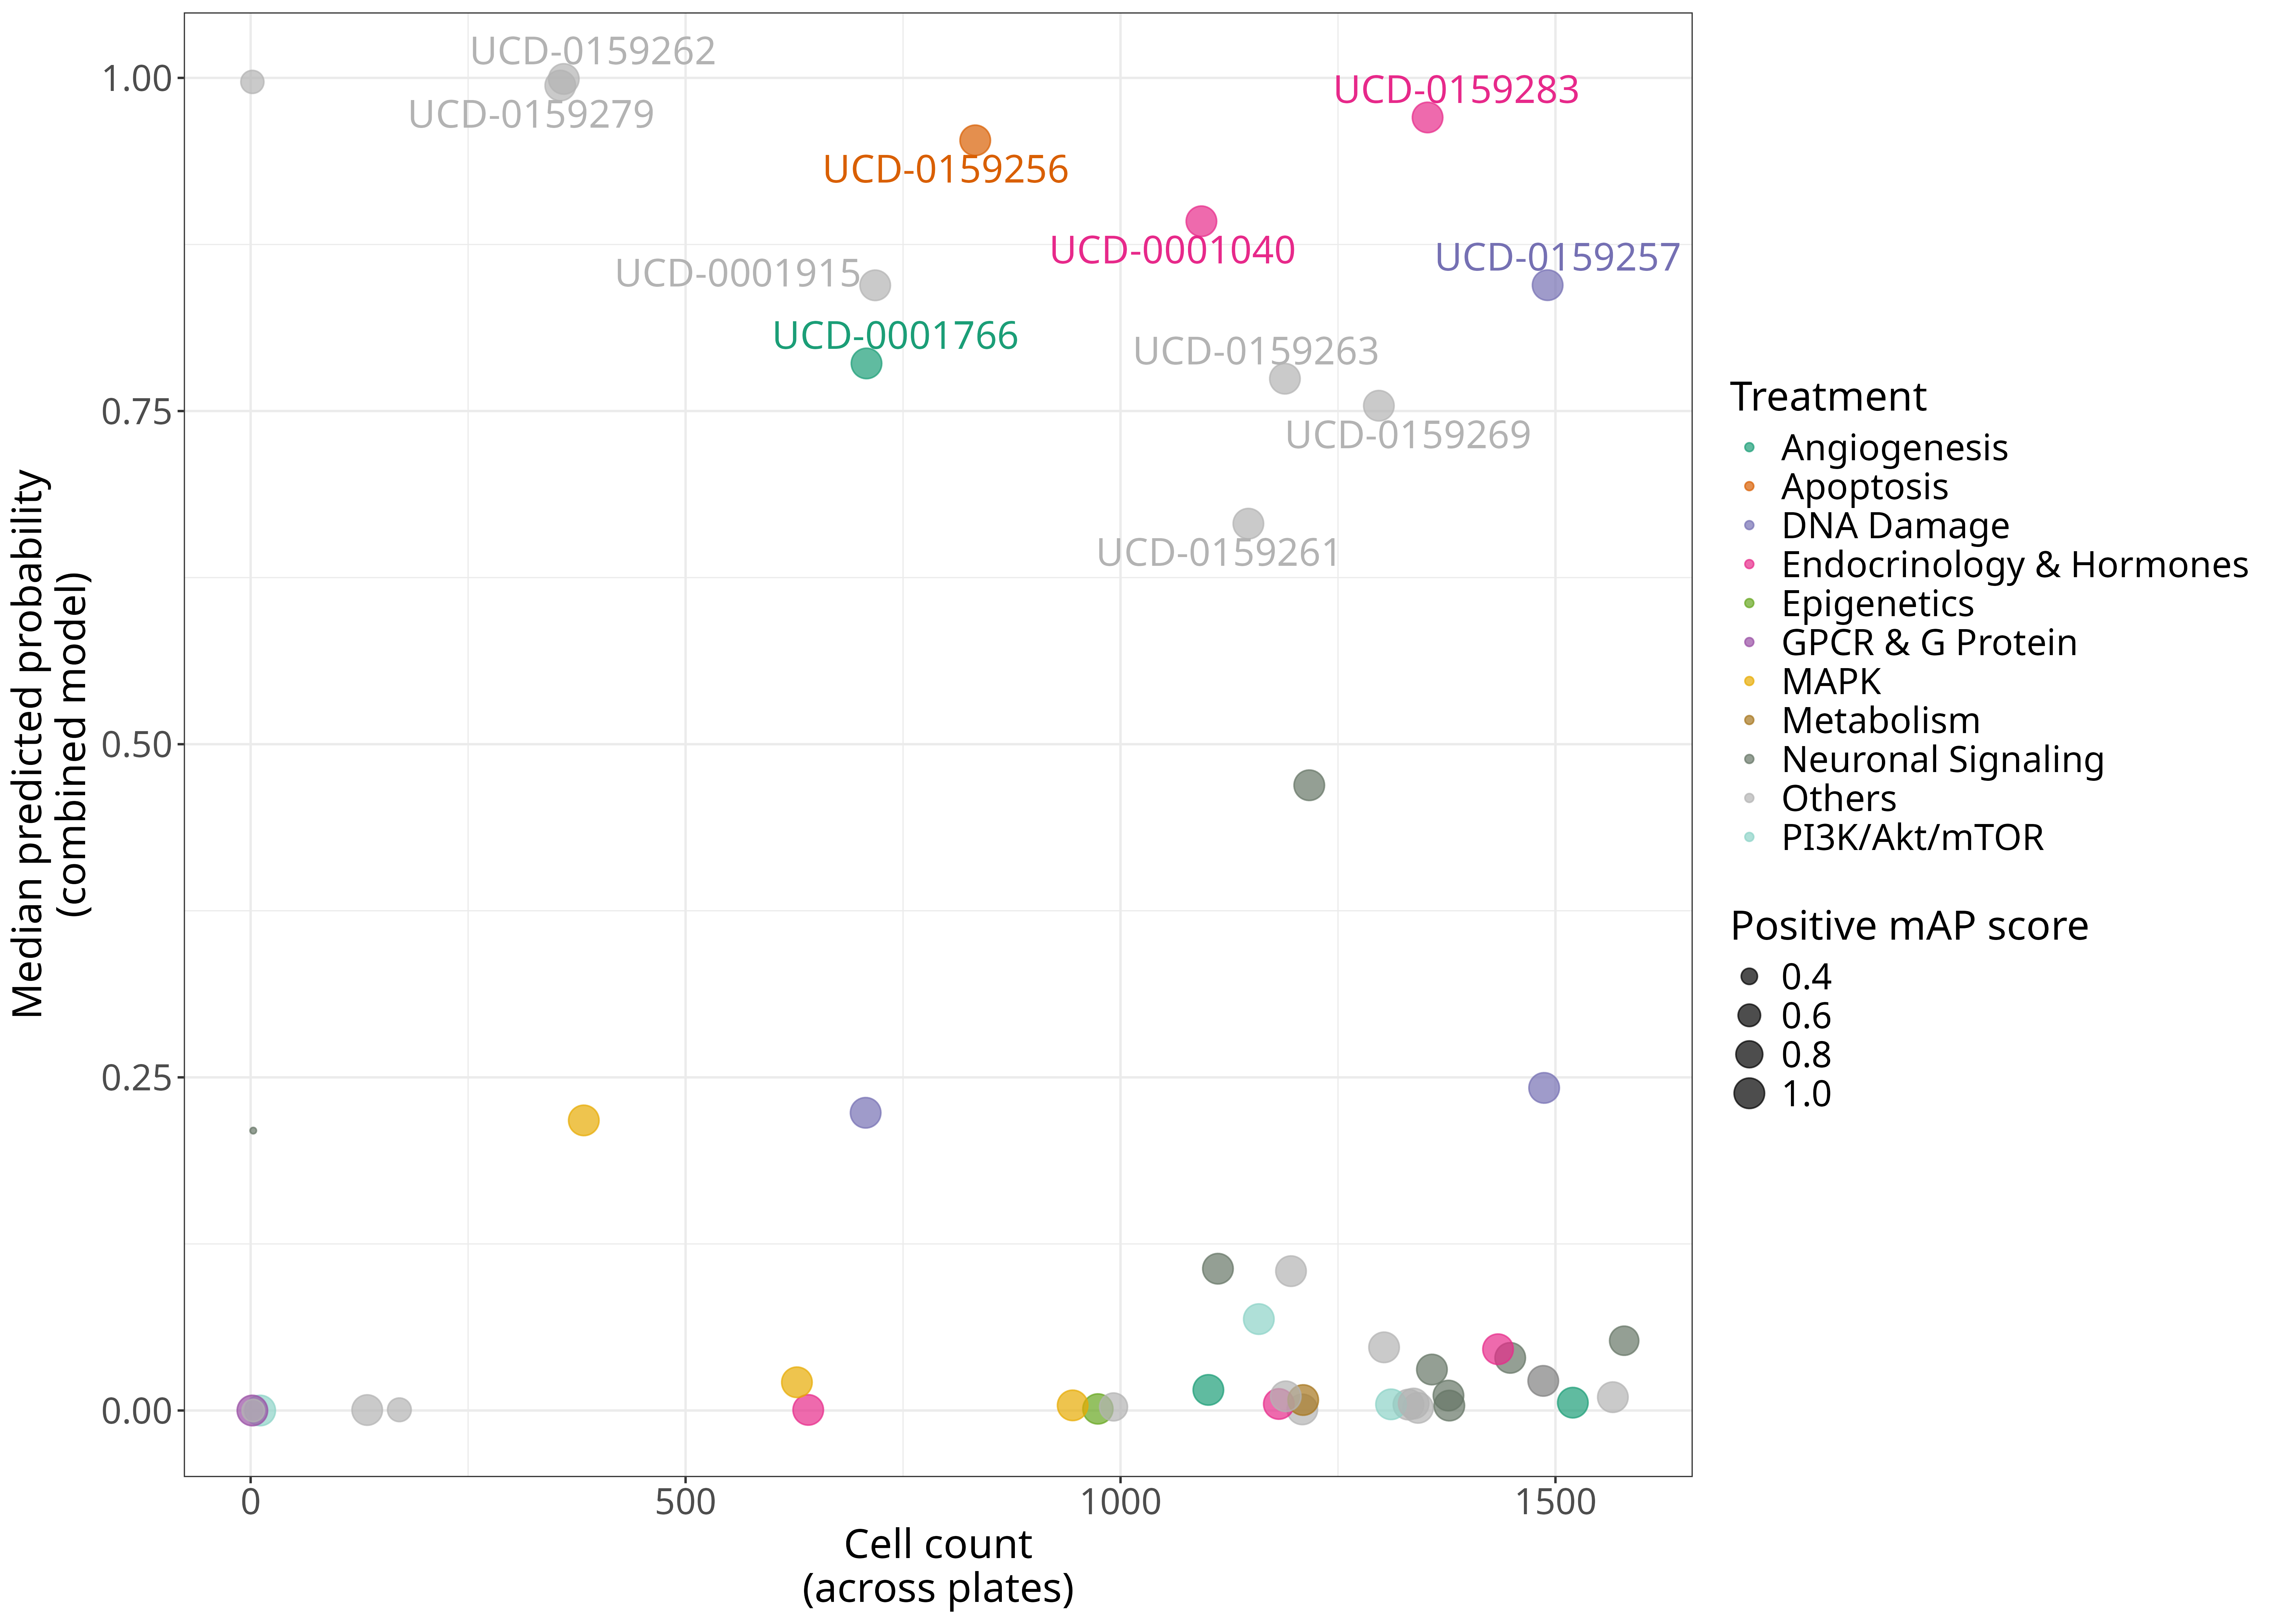 UCD-0159262
UCD-0159279
UCD-0159283
UCD-0159256
UCD-0001040
UCD-0159257
UCD-0001915
UCD-0001766
UCD-0159263
UCD-0159269
UCD-0159261
1.00
0.75
0.50
0.25
0.00
Median predicted probability
(combined model)
0
500
1000
1500
Cell count
(across plates)
Treatment
Angiogenesis
Apoptosis
DNA Damage
Endocrinology & Hormones
Epigenetics
GPCR & G Protein
MAPK
Metabolism
Neuronal Signaling
Others
PI3K/Akt/mTOR
Positive mAP score
0.4
0.6
0.8
1.0